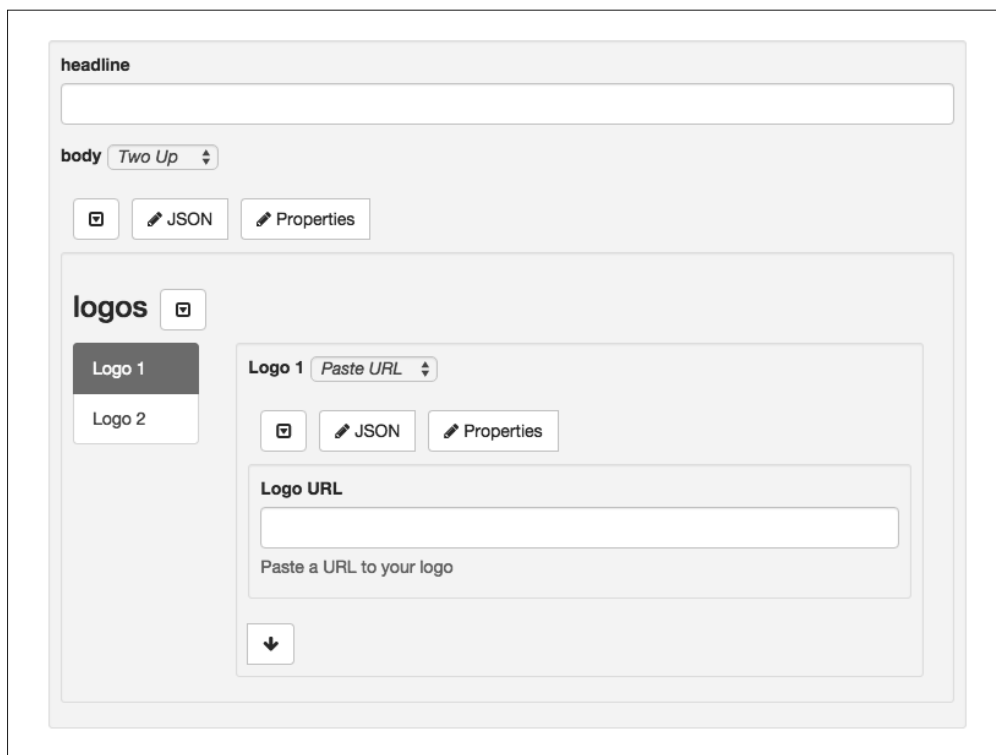 headline
body Two Up
JSON Properties
logos
Logo 1
Logo 2
Logo 1 Paste URL
JSON Properties
Logo URL
Paste a URL to your logo